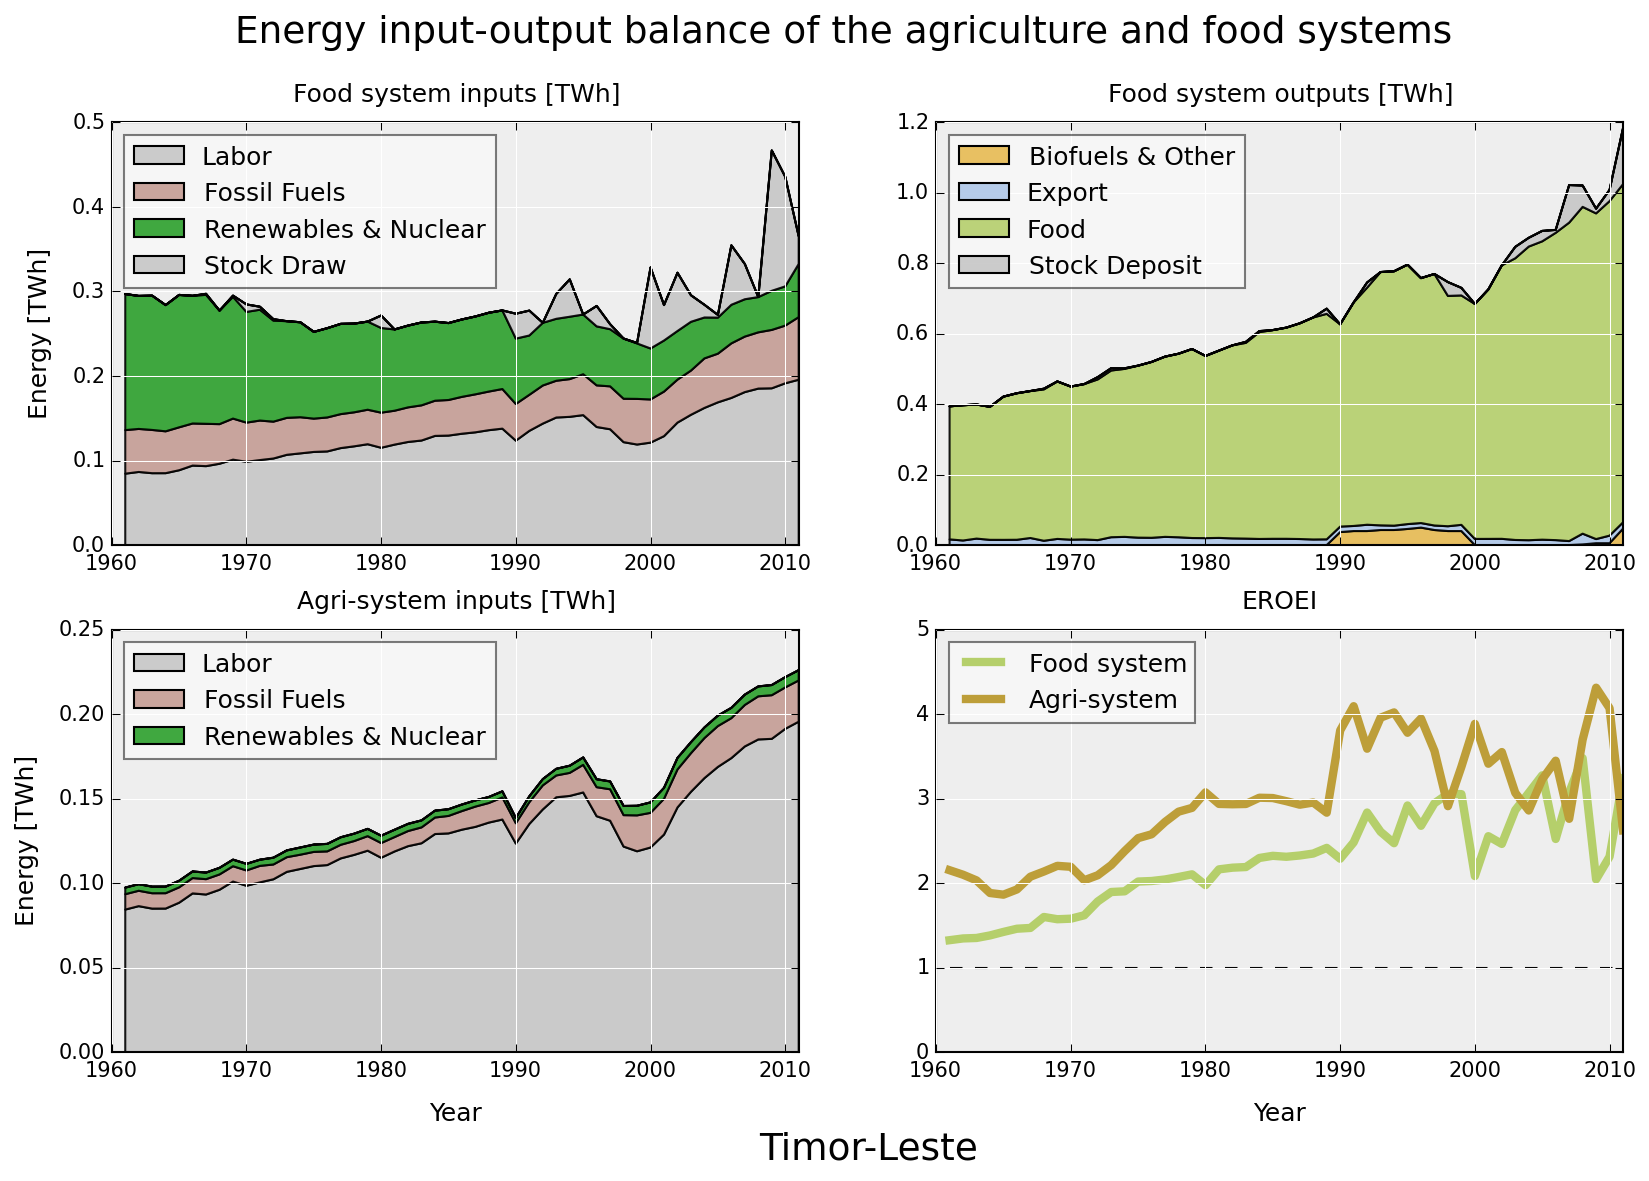 Energy input-output balance of the agriculture and food systems
Food system inputs [TWh]
Energy [TWh]
0.5
0.4
0.3
0.2
0.1
0.0
Labor
Fossil Fuels
Renewables & Nuclear
Stock Draw
1960 1970 1980 1990 2000 2010
Food system outputs [TWh]
1.2
1.0
0.8
0.6
0.4
0.2
0.0
Biofuels & Other
Export
Food
Stock Deposit
1960 1970 1980 1990 2000 2010
Agri-system inputs [TWh]
Energy [TWh]
0.25
0.20
0.15
0.10
0.05
0.00
Labor
Fossil Fuels
Renewables & Nuclear
1960 1970 1980 1990 2000 2010
Year
EROEI
5
4
3
2
1
0
Food system
Agri-system
1960 1970 1980 1990 2000 2010
Year
Timor-Leste